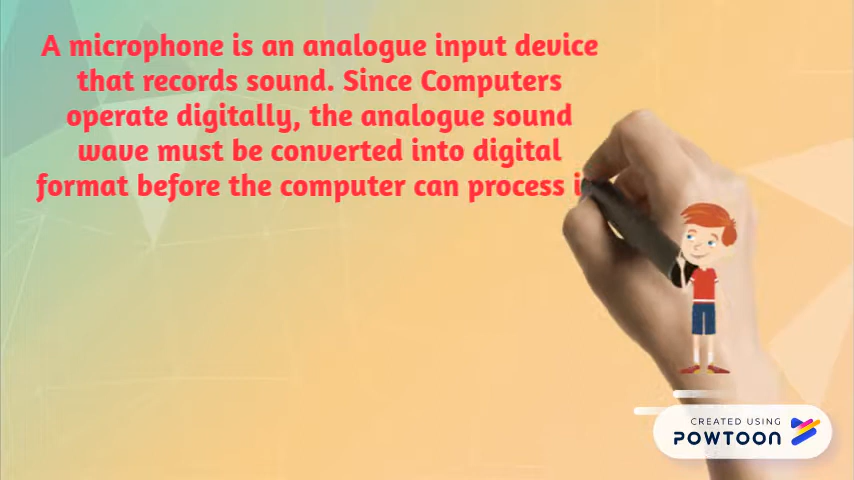 A microphone is an analogue input device
that records sound. Since Computers
operate digitally, the analogue sound
wave must be converted into digital
format before the computer can process i
CREATED USING
POWTOON